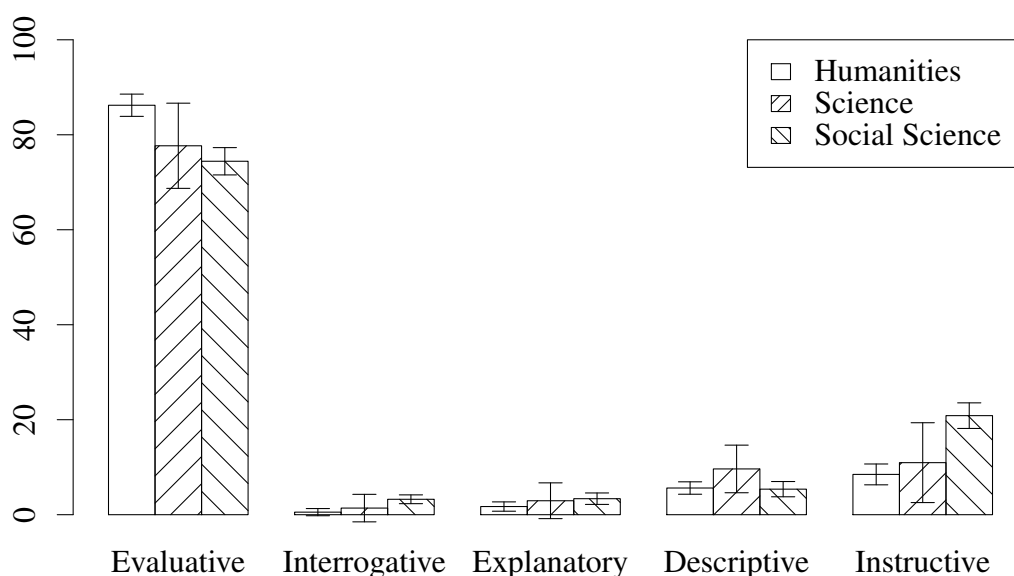 100
80
60
40
20
0
Humanities
Science
Social Science
Evaluative Interrogative Explanatory Descriptive Instructive